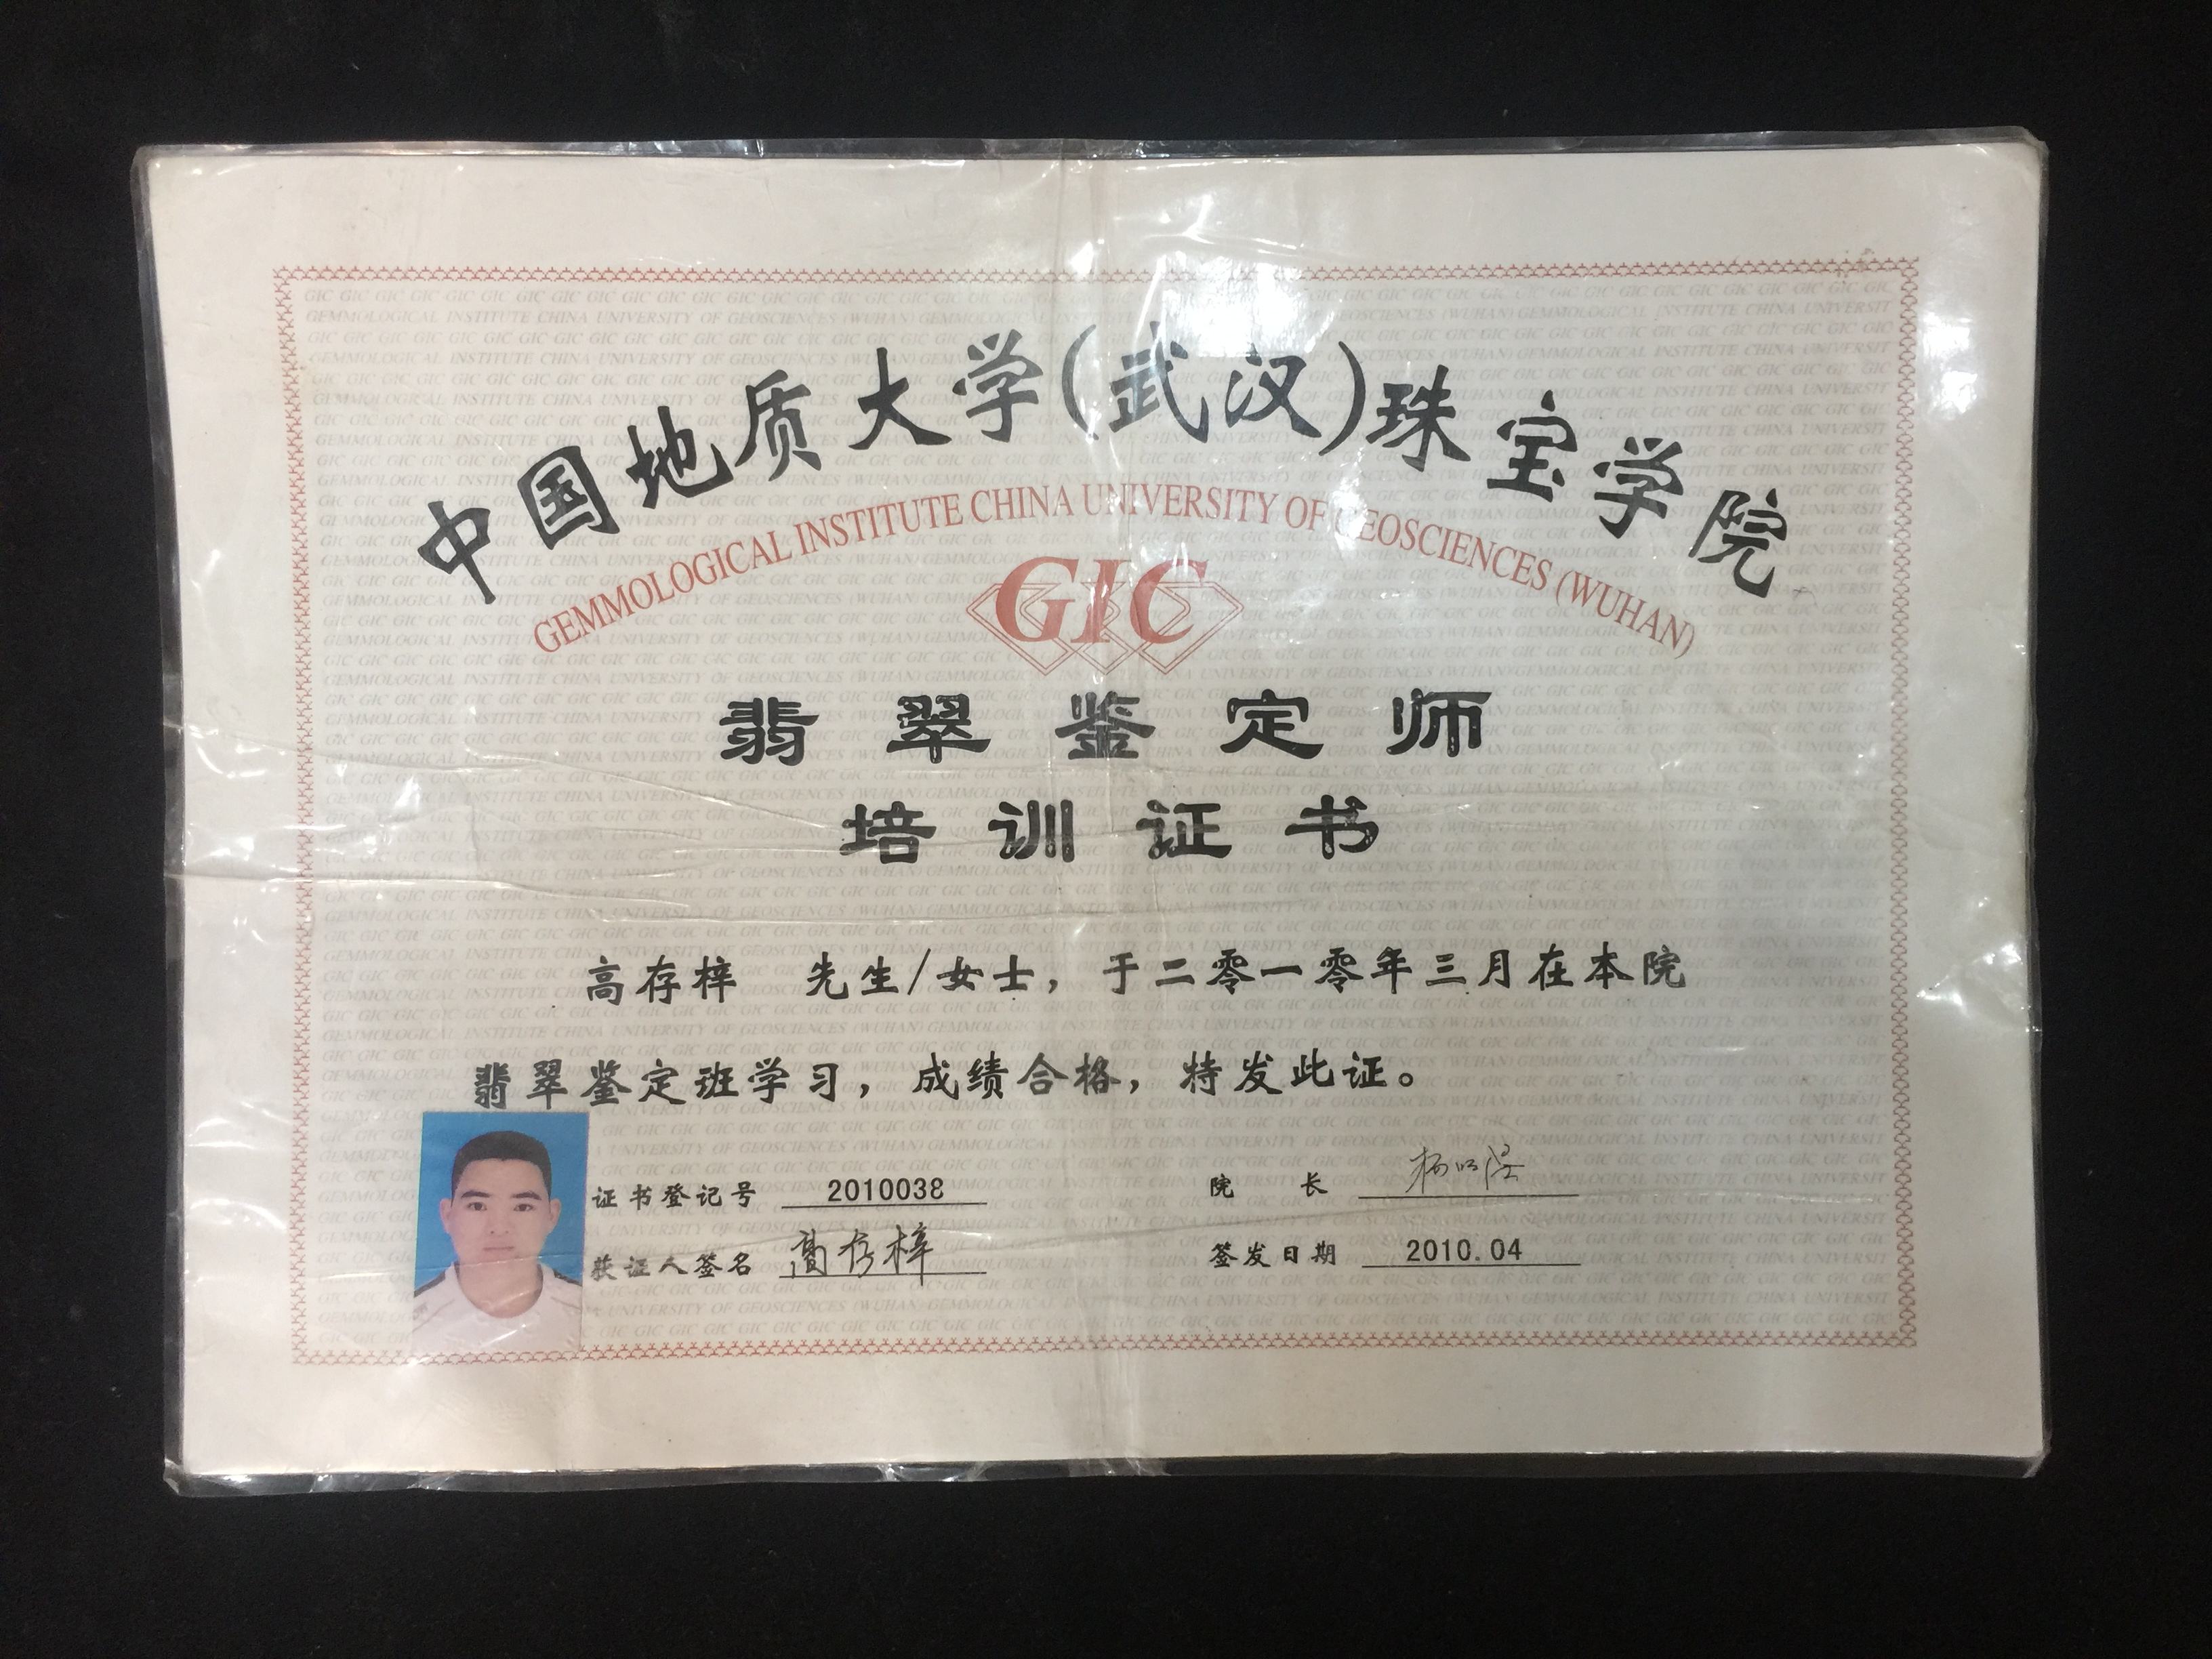 中国地质大学(武汉)珠宝学院
GEMMOLOGICAL INSTITUTE CHINA UNIVERSITY OF GEOSCIENCES (WUHAN)
GIC
翡翠鉴定师
培训证书
高存梓 先生/女士，于二零一零年三月在本院
翡翠鉴定班学习，成绩合格，特发此证。
证书登记号 2010038
院 长
获证人签名 高存梓
签发日期 2010.04